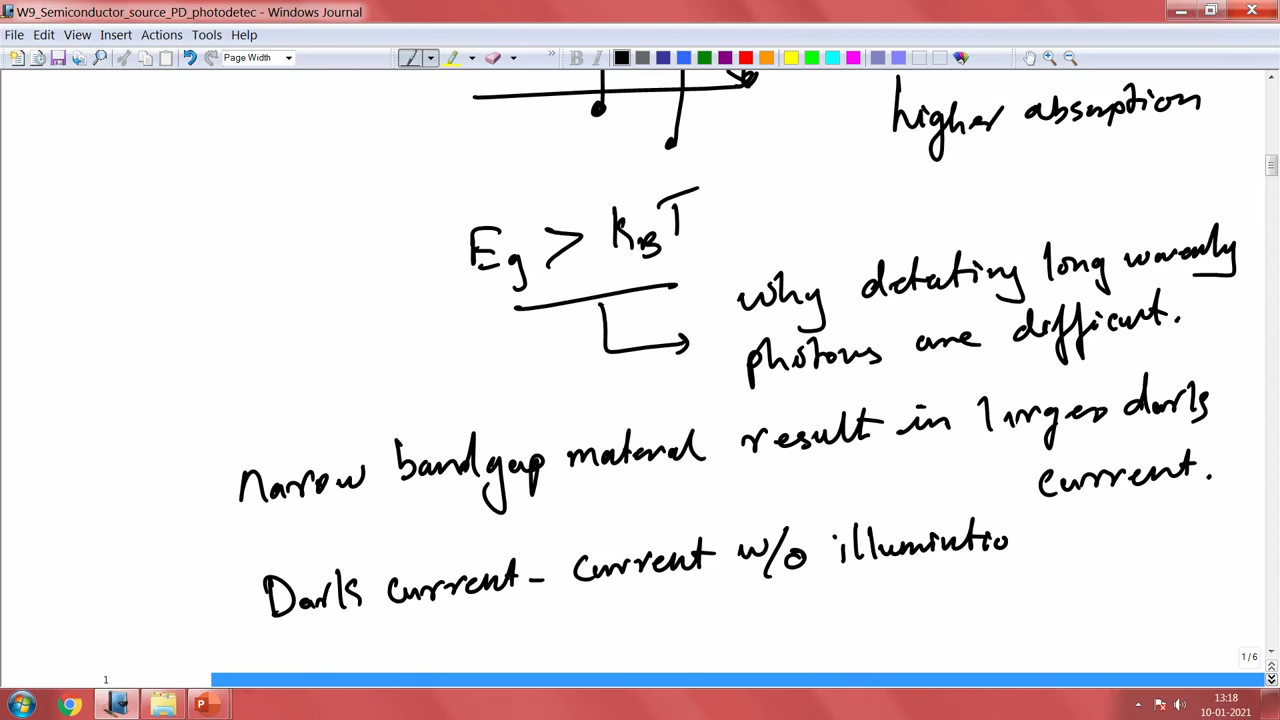 W9_Semiconductor_source_PD_photodetec - Windows Journal
File Edit View Insert Actions Tools Help
Page Width
higher absorption
Eg > KBT
why detecting long
photons are difficult.
narrow bandgap material result in larger dark
current.
Dark current - current w/o illumintio
1/6
1
13:18
10-01-2021